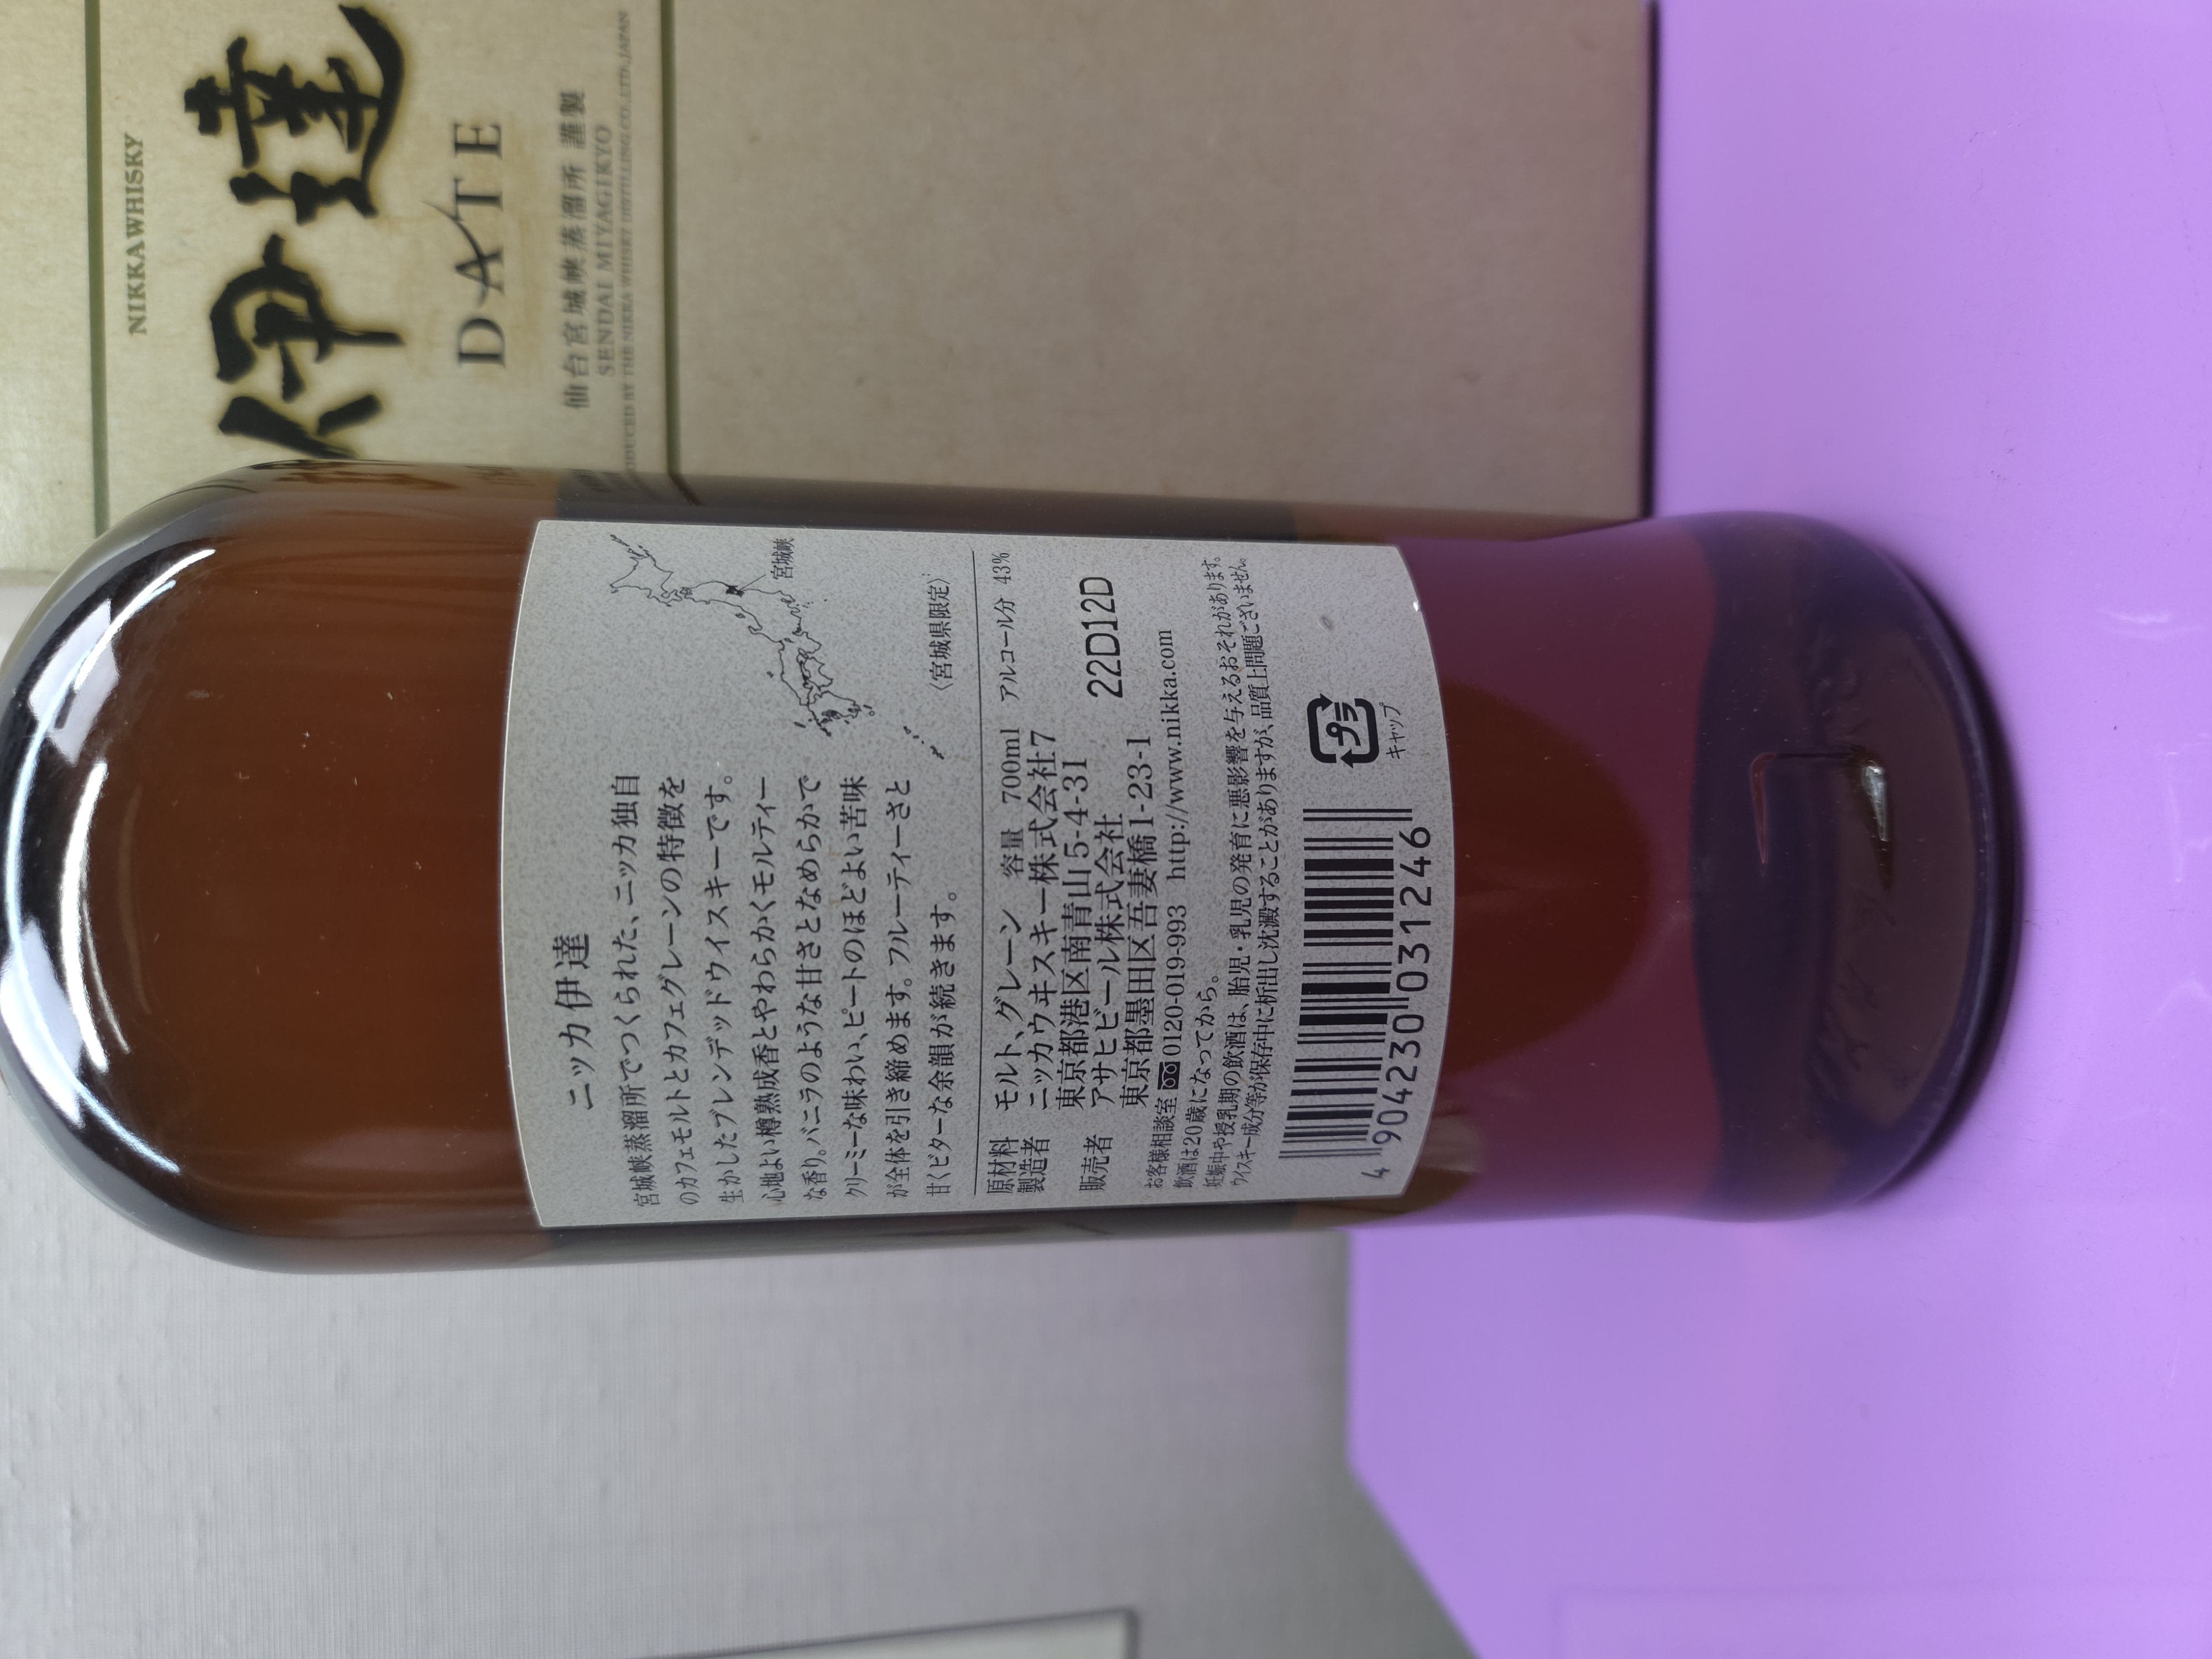 NIKKA WHISKY
伊達
DATE
仙台宮城峡蒸溜所 謹製
SENDAI MIYAGIKYO
PRODUCED BY THE NIKKA WHISKY DISTILLING CO., LTD. JAPAN
ニッカ伊達
宮城峡蒸溜所でつくられた、ニッカ独自
のカフェモルトとカフェグレーンの特徴を
生かしたブレンデッドウイスキーです。
心地よい樽熟成香とやわらかくモルティー
な香り。バニラのような甘さとなめらかで
クリーミーな味わい、ピートのほどよい苦味
が全体を引き締めます。フルーティーさと
甘くビターな余韻が続きます。
宮城峡
〈宮城県限定〉
原材料 モルト、グレーン 容量 700ml アルコール分 43%
製造者 ニッカウヰスキー株式会社7
東京都港区南青山5-4-31
販売者 アサヒビール株式会社
東京都墨田区吾妻橋1-23-1
22D12D
お客様相談室 0120-019-993 http://www.nikka.com
飲酒は20歳になってから。
妊娠中や授乳期の飲酒は、胎児・乳児の発育に悪影響を与えるおそれがあります。
ウイスキー成分等が保存中に析出し沈澱することがありますが、品質上問題ございません。
4 904230 031246
プラ
キャップ